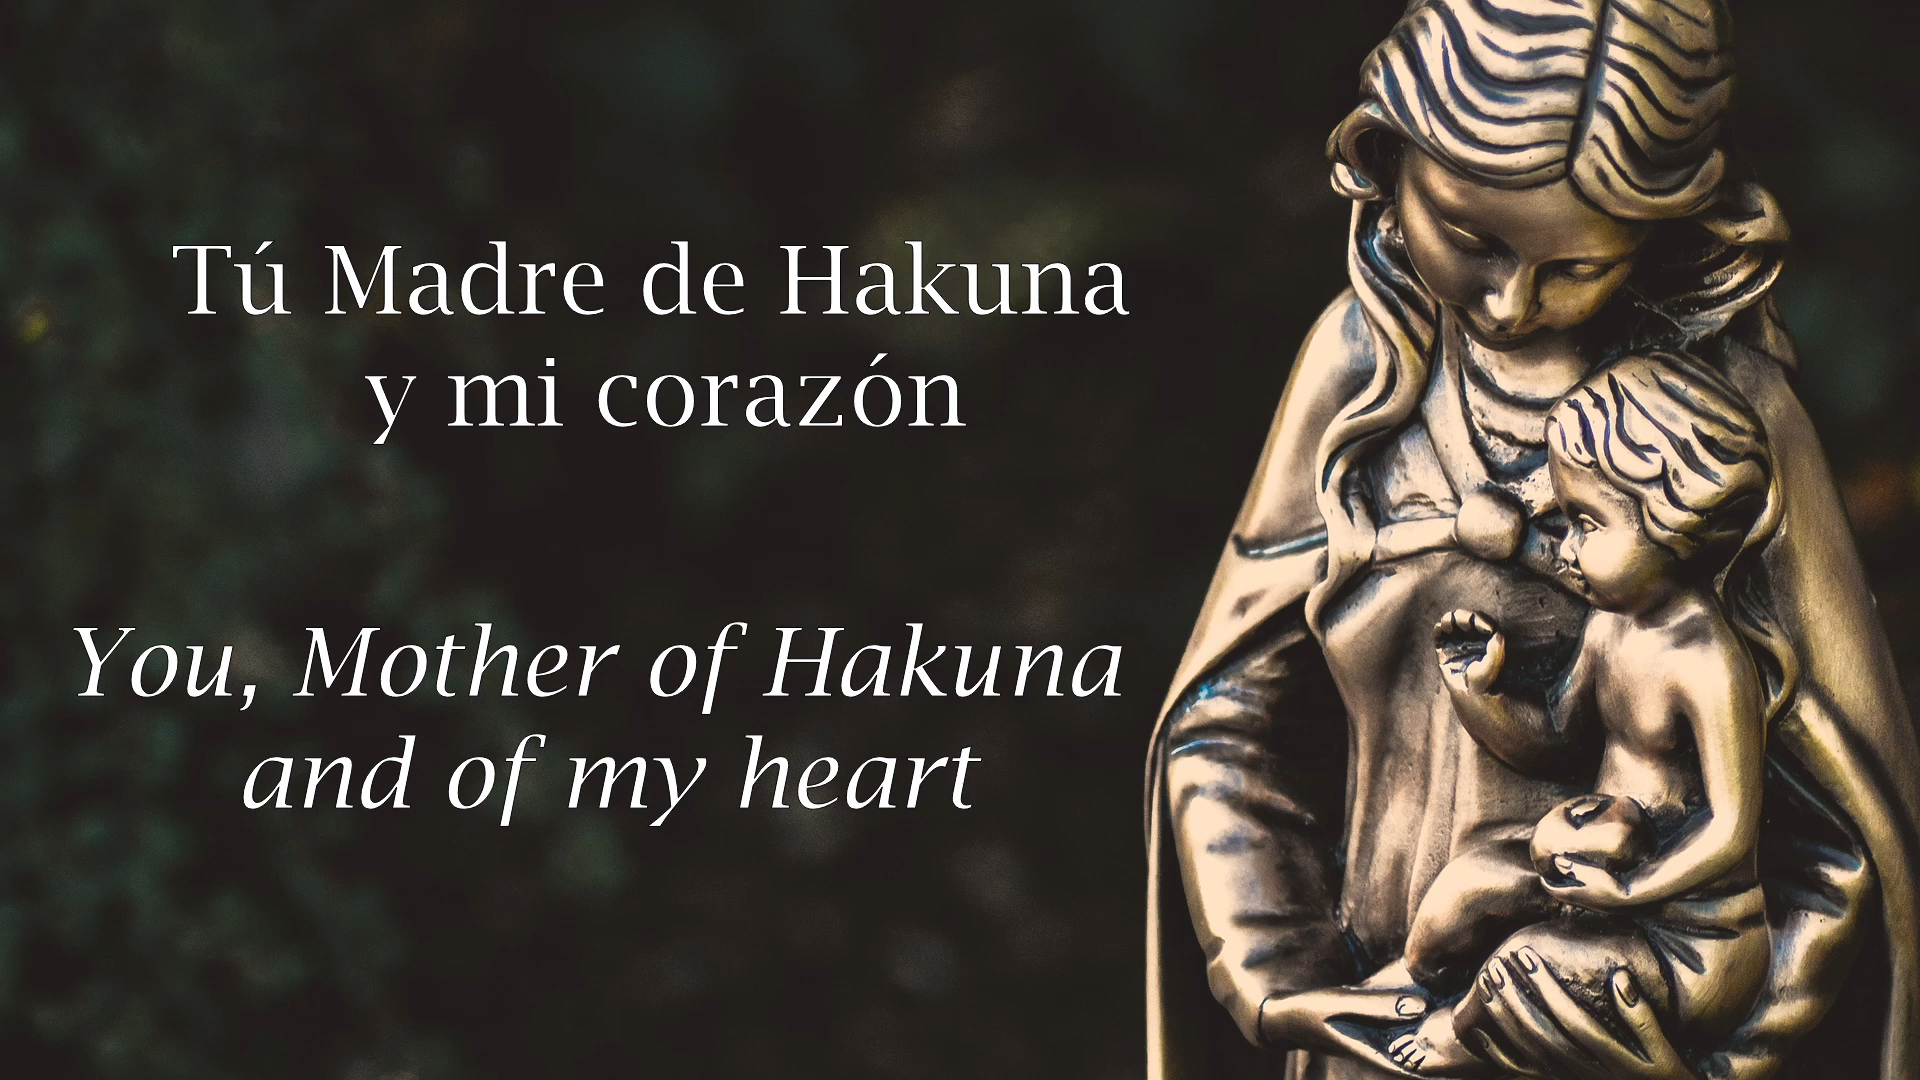 Tú Madre de Hakuna
y mi corazón
You, Mother of Hakuna
and of my heart